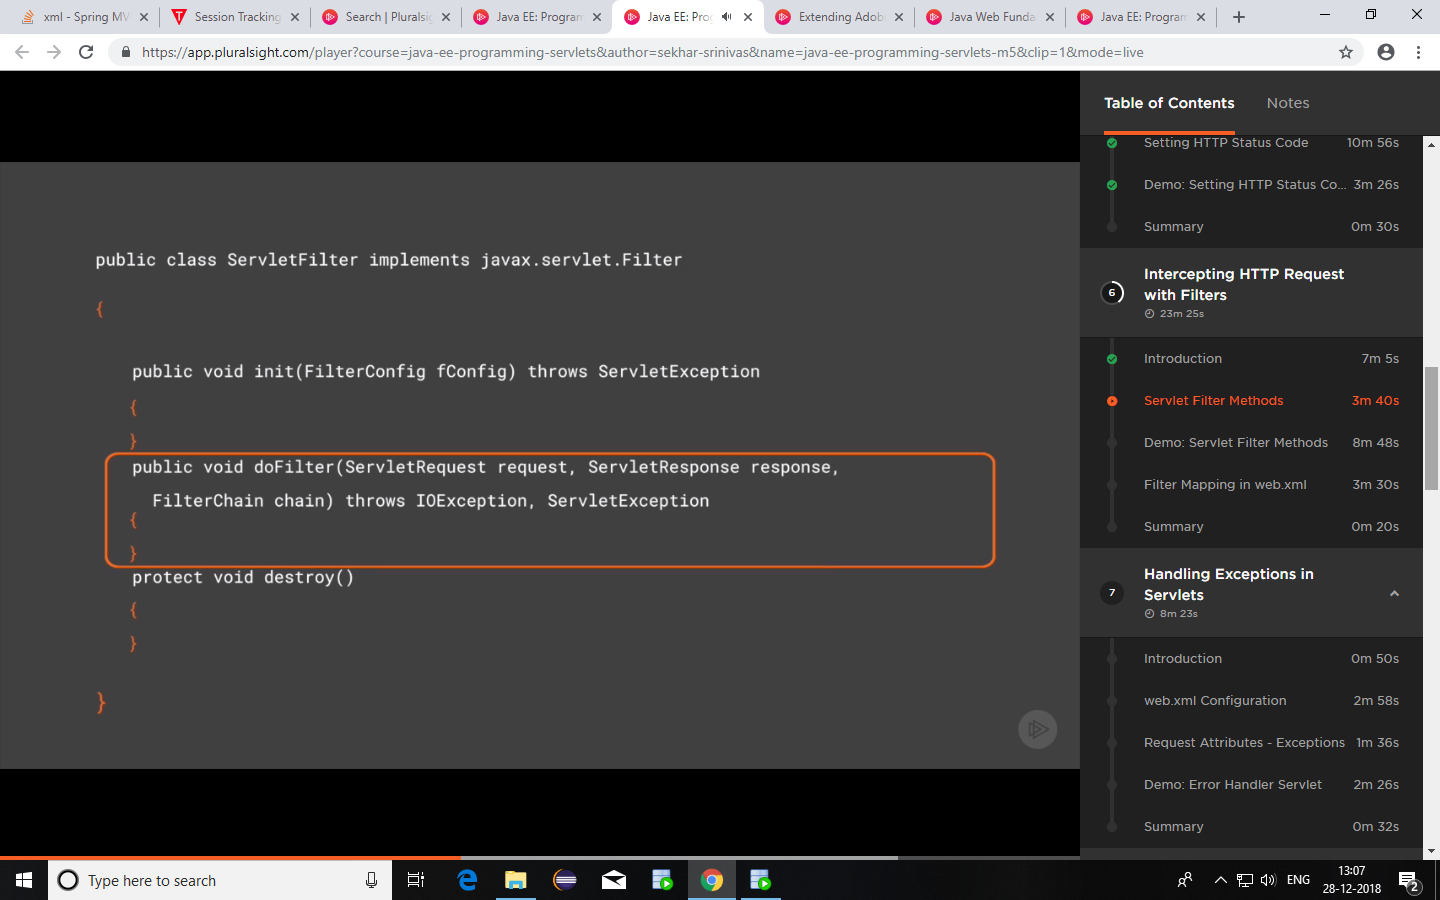 xml - Spring MV
Session Tracking
Search | Pluralsig
Java EE: Program
Java EE: Pro
Extending Adob
Java Web Funda
Java EE: Program
https://app.pluralsight.com/player?course=java-ee-programming-servlets&author=sekhar-srinivas&name=java-ee-programming-servlets-m5&clip=1&mode=live
public class ServletFilter implements javax.servlet.Filter
{
public void init(FilterConfig fConfig) throws ServletException
{
}
public void doFilter(ServletRequest request, ServletResponse response,
FilterChain chain) throws IOException, ServletException
{
}
protect void destroy()
{
}
}
Table of Contents
Notes
Setting HTTP Status Code 10m 56s
Demo: Setting HTTP Status Co... 3m 26s
Summary 0m 30s
6
Intercepting HTTP Request
with Filters
23m 25s
Introduction 7m 5s
Servlet Filter Methods 3m 40s
Demo: Servlet Filter Methods 8m 48s
Filter Mapping in web.xml 3m 30s
Summary 0m 20s
7
Handling Exceptions in
Servlets
8m 23s
Introduction 0m 50s
web.xml Configuration 2m 58s
Request Attributes - Exceptions 1m 36s
Demo: Error Handler Servlet 2m 26s
Summary 0m 32s
Type here to search
ENG
13:07
28-12-2018
2